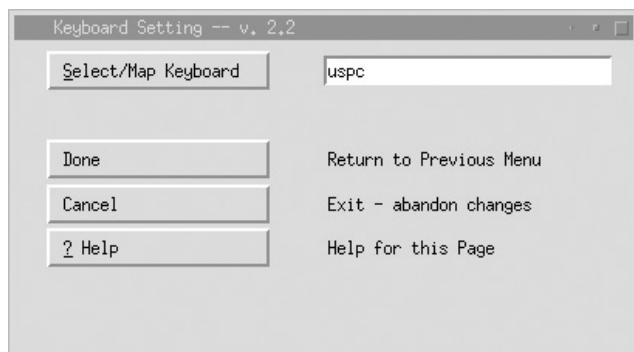 Keyboard Setting -- v. 2.2
Select/Map Keyboard uspc
Done Return to Previous Menu
Cancel Exit - abandon changes
? Help Help for this Page